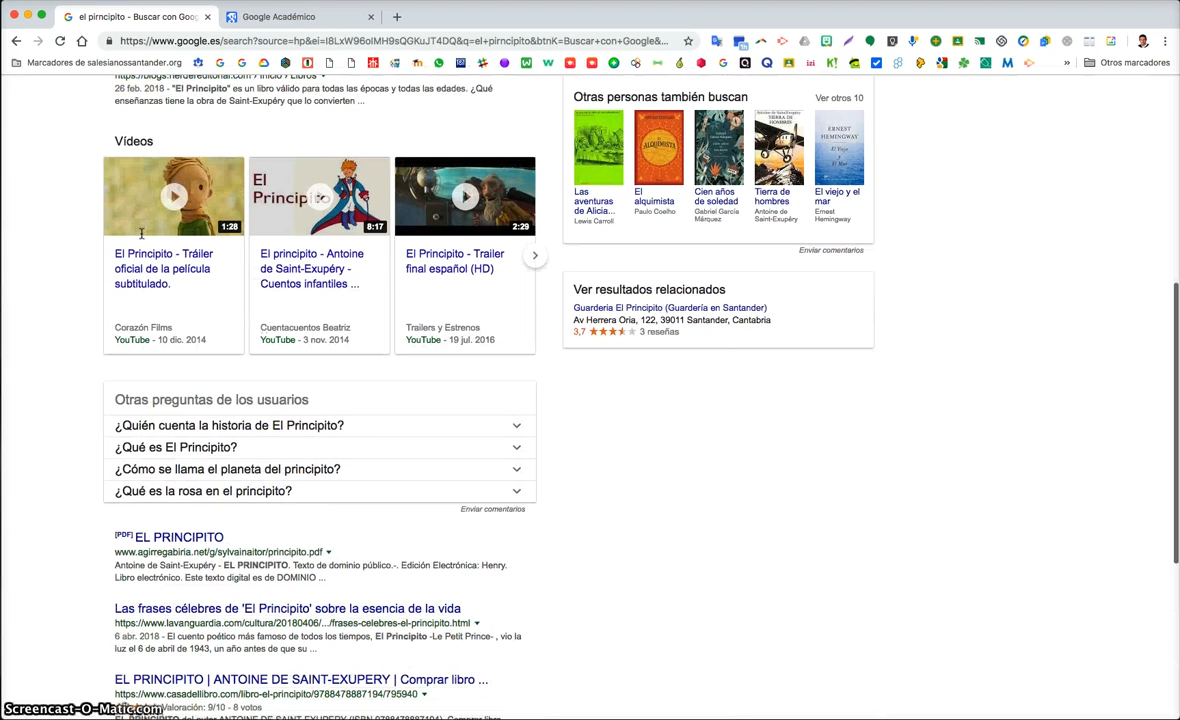 el pirncipito - Buscar con Goog
Google Académico
https://www.google.es/search?source=hp&ei=I8LxW96oIMH9sQGKuJT4DQ&q=el+pirncipito&btnK=Buscar+con+Google&...
Marcadores de salesianossantander.org
Otros marcadores
26 feb. 2018 - "El Principito" es un libro válido para todas las épocas y todas las edades. ¿Qué
enseñanzas tiene la obra de Saint-Exupéry que lo convierten ...
Vídeos
1:28
El Principito
8:17
2:29
El Principito - Tráiler
oficial de la película
subtitulado.
Corazón Films
YouTube - 10 dic. 2014
El principito - Antoine
de Saint-Exupéry -
Cuentos infantiles ...
Cuentacuentos Beatriz
YouTube - 3 nov. 2014
El Principito - Trailer
final español (HD)
Trailers y Estrenos
YouTube - 19 jul. 2016
Otras preguntas de los usuarios
¿Quién cuenta la historia de El Principito?
¿Qué es El Principito?
¿Cómo se llama el planeta del principito?
¿Qué es la rosa en el principito?
Enviar comentarios
[PDF] EL PRINCIPITO
www.agirregabiria.net/g/sylvainaitor/principito.pdf
Antoine de Saint-Exupéry - EL PRINCIPITO. Texto de dominio público.-. Edición Electrónica: Henry.
Libro electrónico. Este texto digital es de DOMINIO ...
Las frases célebres de 'El Principito' sobre la esencia de la vida
https://www.lavanguardia.com/cultura/20180406/.../frases-celebres-el-principito.html
6 abr. 2018 - El cuento poético más famoso de todos los tiempos, El Principito -Le Petit Prince- , vio la
luz el 6 de abril de 1943, un año antes de que su ...
EL PRINCIPITO | ANTOINE DE SAINT-EXUPERY | Comprar libro ...
https://www.casadellibro.com/libro-el-principito/9788478887194/795940
Valoración: 9/10 - 8 votos
Screencast-O-Matic.com
Otras personas también buscan
Ver otros 10
EL ALQUIMISTA
TIERRA DE
HOMBRES
ERNEST
HEMINGWAY
El Viejo y
el Mar
Las
aventuras
de Alicia...
Lewis Carroll
El
alquimista
Paulo Coelho
Cien años
de soledad
Gabriel García
Márquez
Tierra de
hombres
Antoine de
Saint-Exupéry
El viejo y el
mar
Ernest
Hemingway
Enviar comentarios
Ver resultados relacionados
Guarderia El Principito (Guardería en Santander)
Av Herrera Oria, 122, 39011 Santander, Cantabria
3,7 3 reseñas